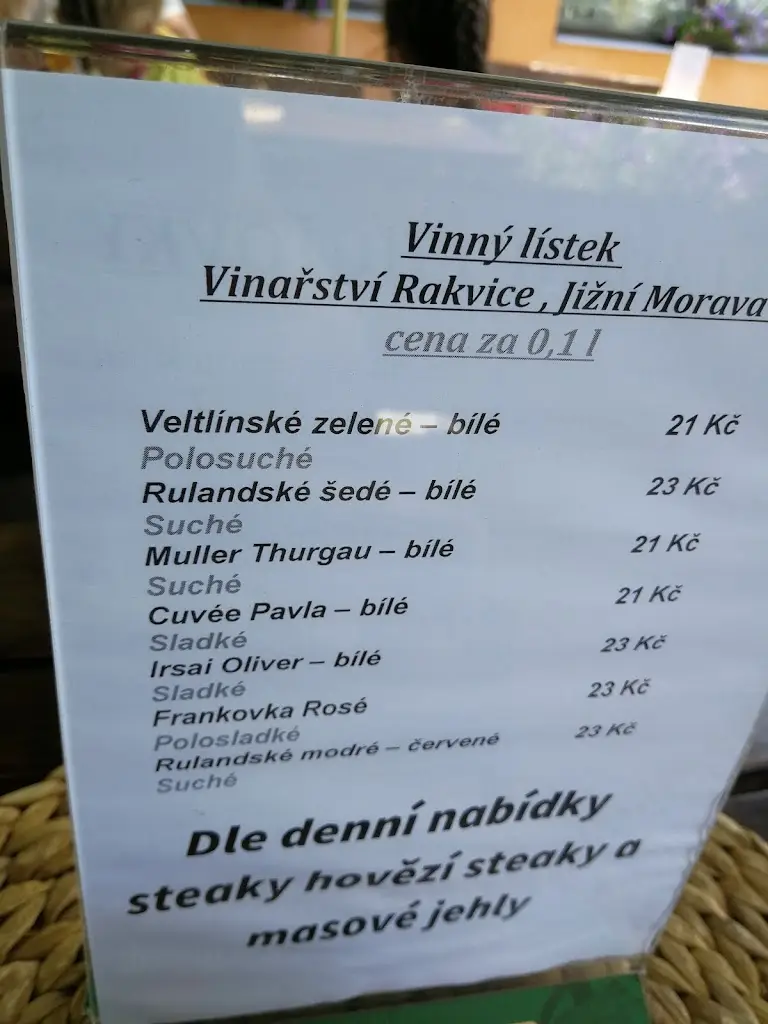 Vinný lístek
Vinařství Rakvice , Jižní Morava
cena za 0,1 l
Veltlínské zelené – bílé 21 Kč
Polosuché
Rulandské šedé – bílé 23 Kč
Suché
Muller Thurgau – bílé 21 Kč
Suché
Cuvée Pavla – bílé 21 Kč
Sladké
Irsai Oliver – bílé 23 Kč
Sladké
Frankovka Rosé 23 Kč
Polosladké
Rulandské modré – červené 23 Kč
Suché
Dle denní nabídky
steaky hovězí steaky a
masové jehly